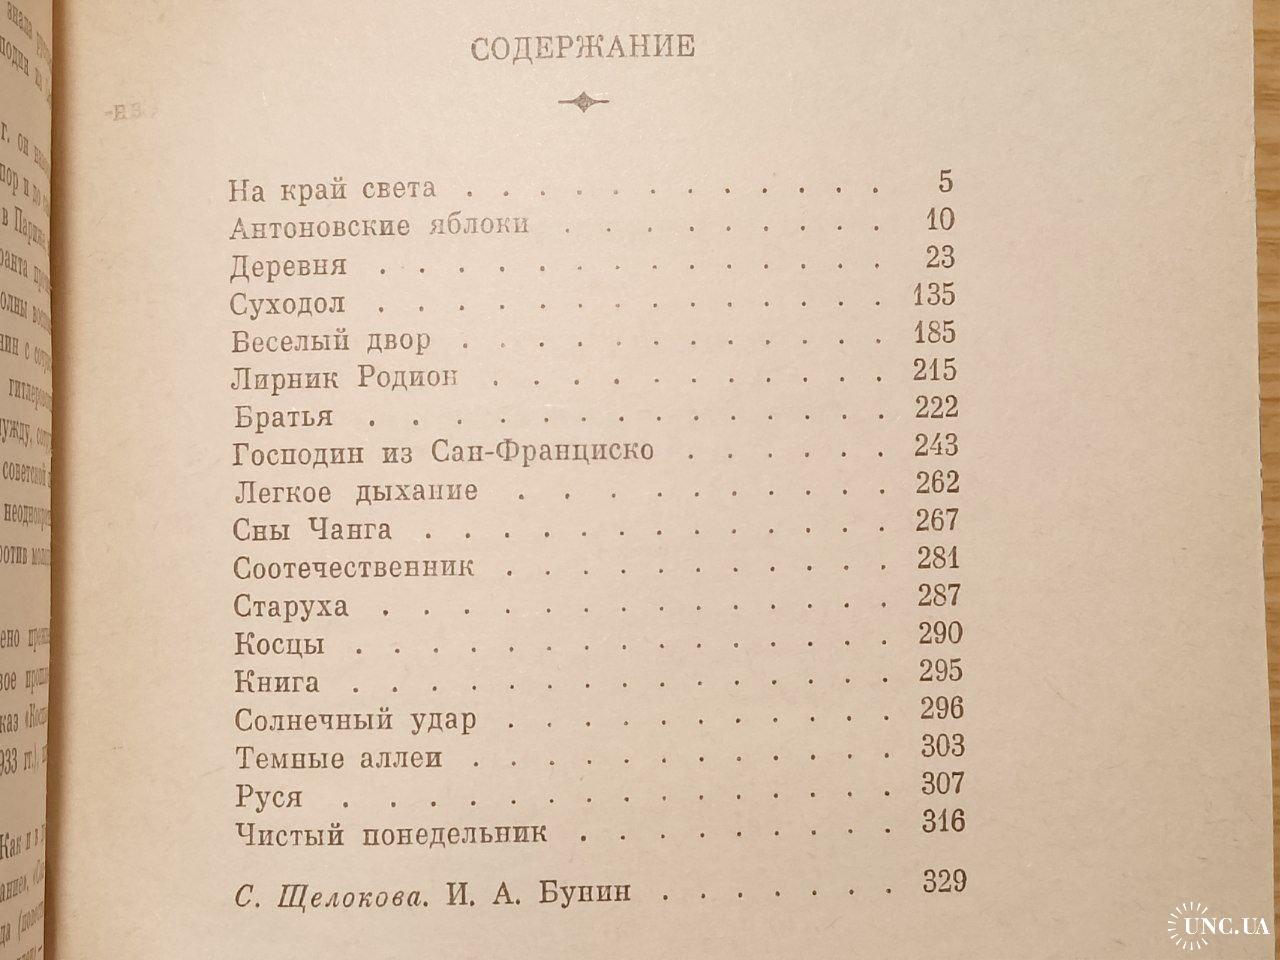 СОДЕРЖАНИЕ
На край света . . . . . . . . . . . . 5
Антоновские яблоки . . . . . . . . . 10
Деревня . . . . . . . . . . . . . . 23
Суходол . . . . . . . . . . . . . . 135
Веселый двор . . . . . . . . . . . . 185
Лирник Родион . . . . . . . . . . . 215
Братья . . . . . . . . . . . . . . 222
Господин из Сан-Франциско . . . . . . 243
Легкое дыхание . . . . . . . . . . . 262
Сны Чанга . . . . . . . . . . . . . 267
Соотечественник . . . . . . . . . . . 281
Старуха . . . . . . . . . . . . . . 287
Косцы . . . . . . . . . . . . . . . 290
Книга . . . . . . . . . . . . . . . 295
Солнечный удар . . . . . . . . . . . 296
Темные аллеи . . . . . . . . . . . . 303
Руся . . . . . . . . . . . . . . . 307
Чистый понедельник . . . . . . . . . 316
С. Щелокова. И. А. Бунин . . . . . . . 329
UNC.UA